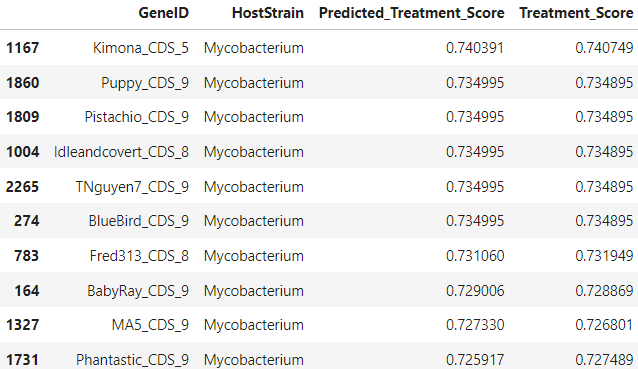 GeneID HostStrain Predicted_Treatment_Score Treatment_Score
1167 Kimona_CDS_5 Mycobacterium 0.740391 0.740749
1860 Puppy_CDS_9 Mycobacterium 0.734995 0.734895
1809 Pistachio_CDS_9 Mycobacterium 0.734995 0.734895
1004 Idleandcovert_CDS_8 Mycobacterium 0.734995 0.734895
2265 TNguyen7_CDS_9 Mycobacterium 0.734995 0.734895
274 BlueBird_CDS_9 Mycobacterium 0.734995 0.734895
783 Fred313_CDS_8 Mycobacterium 0.731060 0.731949
164 BabyRay_CDS_9 Mycobacterium 0.729006 0.728869
1327 MA5_CDS_9 Mycobacterium 0.727330 0.726801
1731 Phantastic_CDS_9 Mycobacterium 0.725917 0.727489